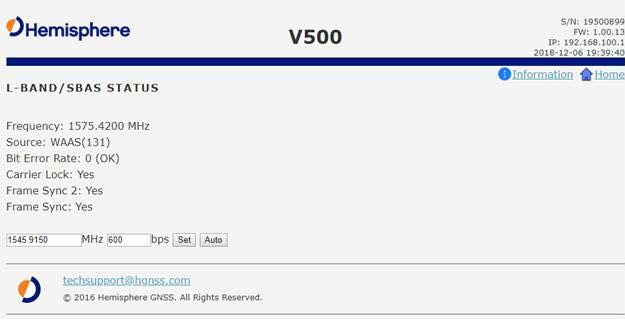 Hemisphere
V500
S/N: 19500899
FW: 1.00.13
IP: 192.168.100.1
2018-12-06 19:39:40
Information Home
L-BAND/SBAS STATUS
Frequency: 1575.4200 MHz
Source: WAAS(131)
Bit Error Rate: 0 (OK)
Carrier Lock: Yes
Frame Sync 2: Yes
Frame Sync: Yes
1545.9150 MHz 600 bps Set Auto
techsupport@hgnss.com
© 2016 Hemisphere GNSS. All Rights Reserved.